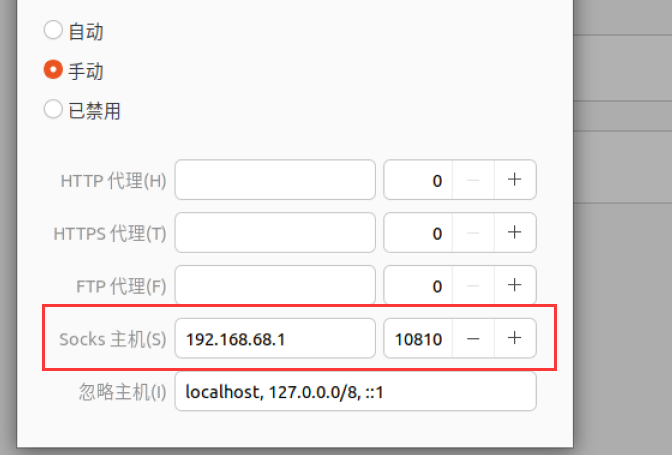 自动
手动
已禁用
HTTP 代理(H) 0 − +
HTTPS 代理(T) 0 − +
FTP 代理(F) 0 − +
Socks 主机(S) 192.168.68.1 10810 − +
忽略主机(I) localhost, 127.0.0.0/8, ::1